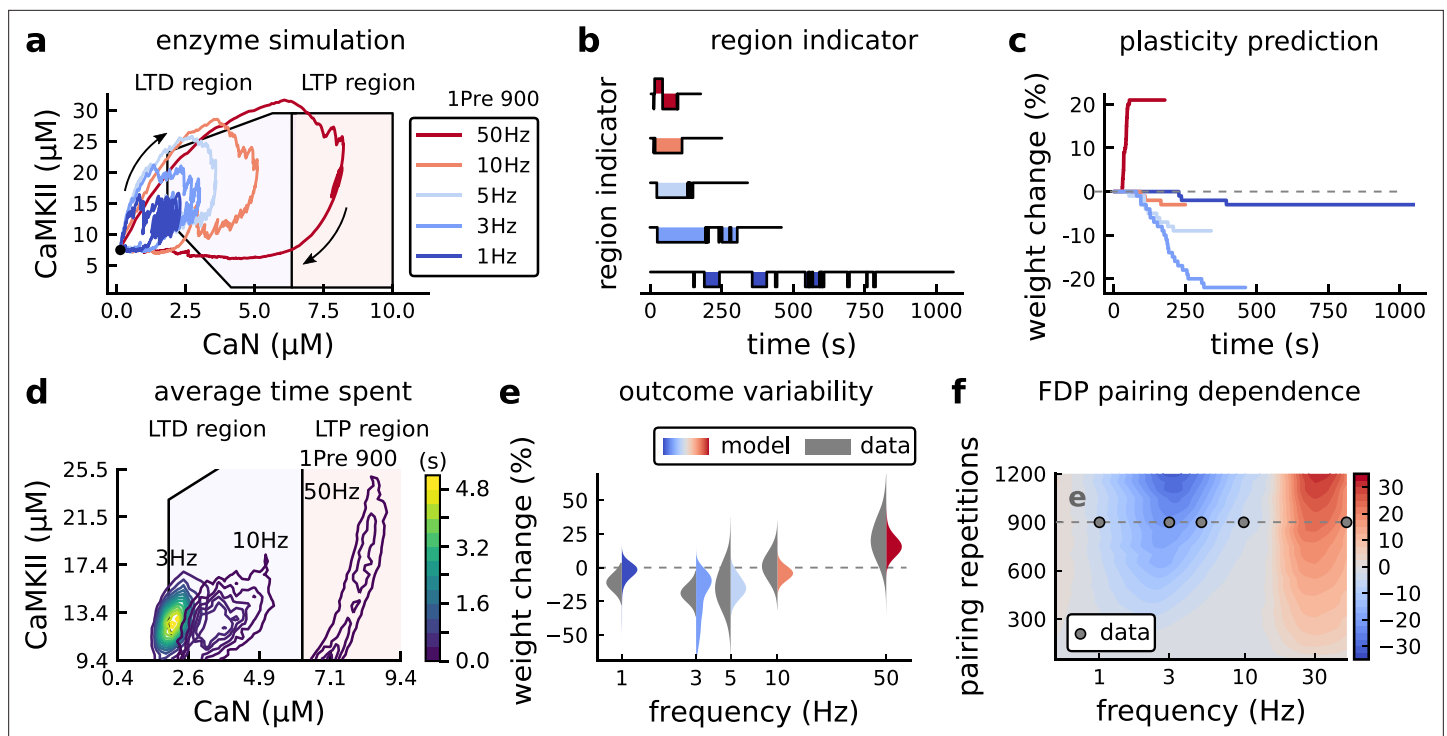 a enzyme simulation
LTD region LTP region
1Pre 900
50Hz
10Hz
5Hz
3Hz
1Hz
CaMKII (μM)
30
25
20
15
10
5
0.0 2.5 5.0 7.5 10.0
CaN (μM)
b region indicator
region indicator
0 250 500 750 1000
time (s)
c plasticity prediction
weight change (%)
20
10
0
-10
-20
0 250 500 750 1000
time (s)
d average time spent
LTD region LTP region
1Pre 900
50Hz
10Hz
3Hz
(s)
4.8
4.0
3.2
2.4
1.6
0.8
0.0
CaMKII (μM)
25.5
21.5
17.4
13.4
9.4
0.4 2.6 4.9 7.1 9.4
CaN (μM)
e outcome variability
model data
weight change (%)
50
25
0
−25
−50
1 3 5 10 50
frequency (Hz)
f FDP pairing dependence
pairing repetitions
1200
900
600
300
e
data
30
20
10
0
−10
−20
−30
1 3 10 30
frequency (Hz)